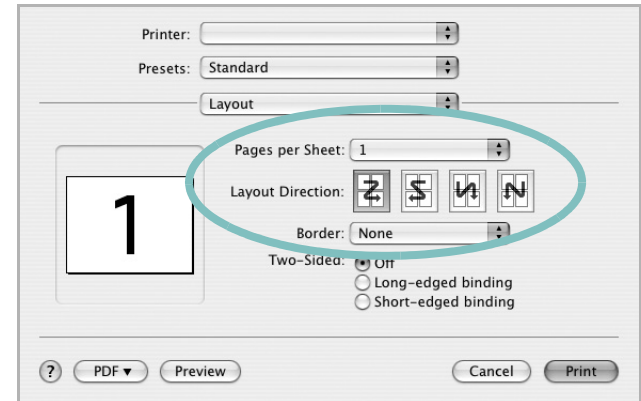 Printer:
Presets: Standard
Layout
Pages per Sheet: 1
Layout Direction:
Border: None
Two-Sided: Off
Long-edged binding
Short-edged binding
1
? PDF▼ Preview Cancel Print